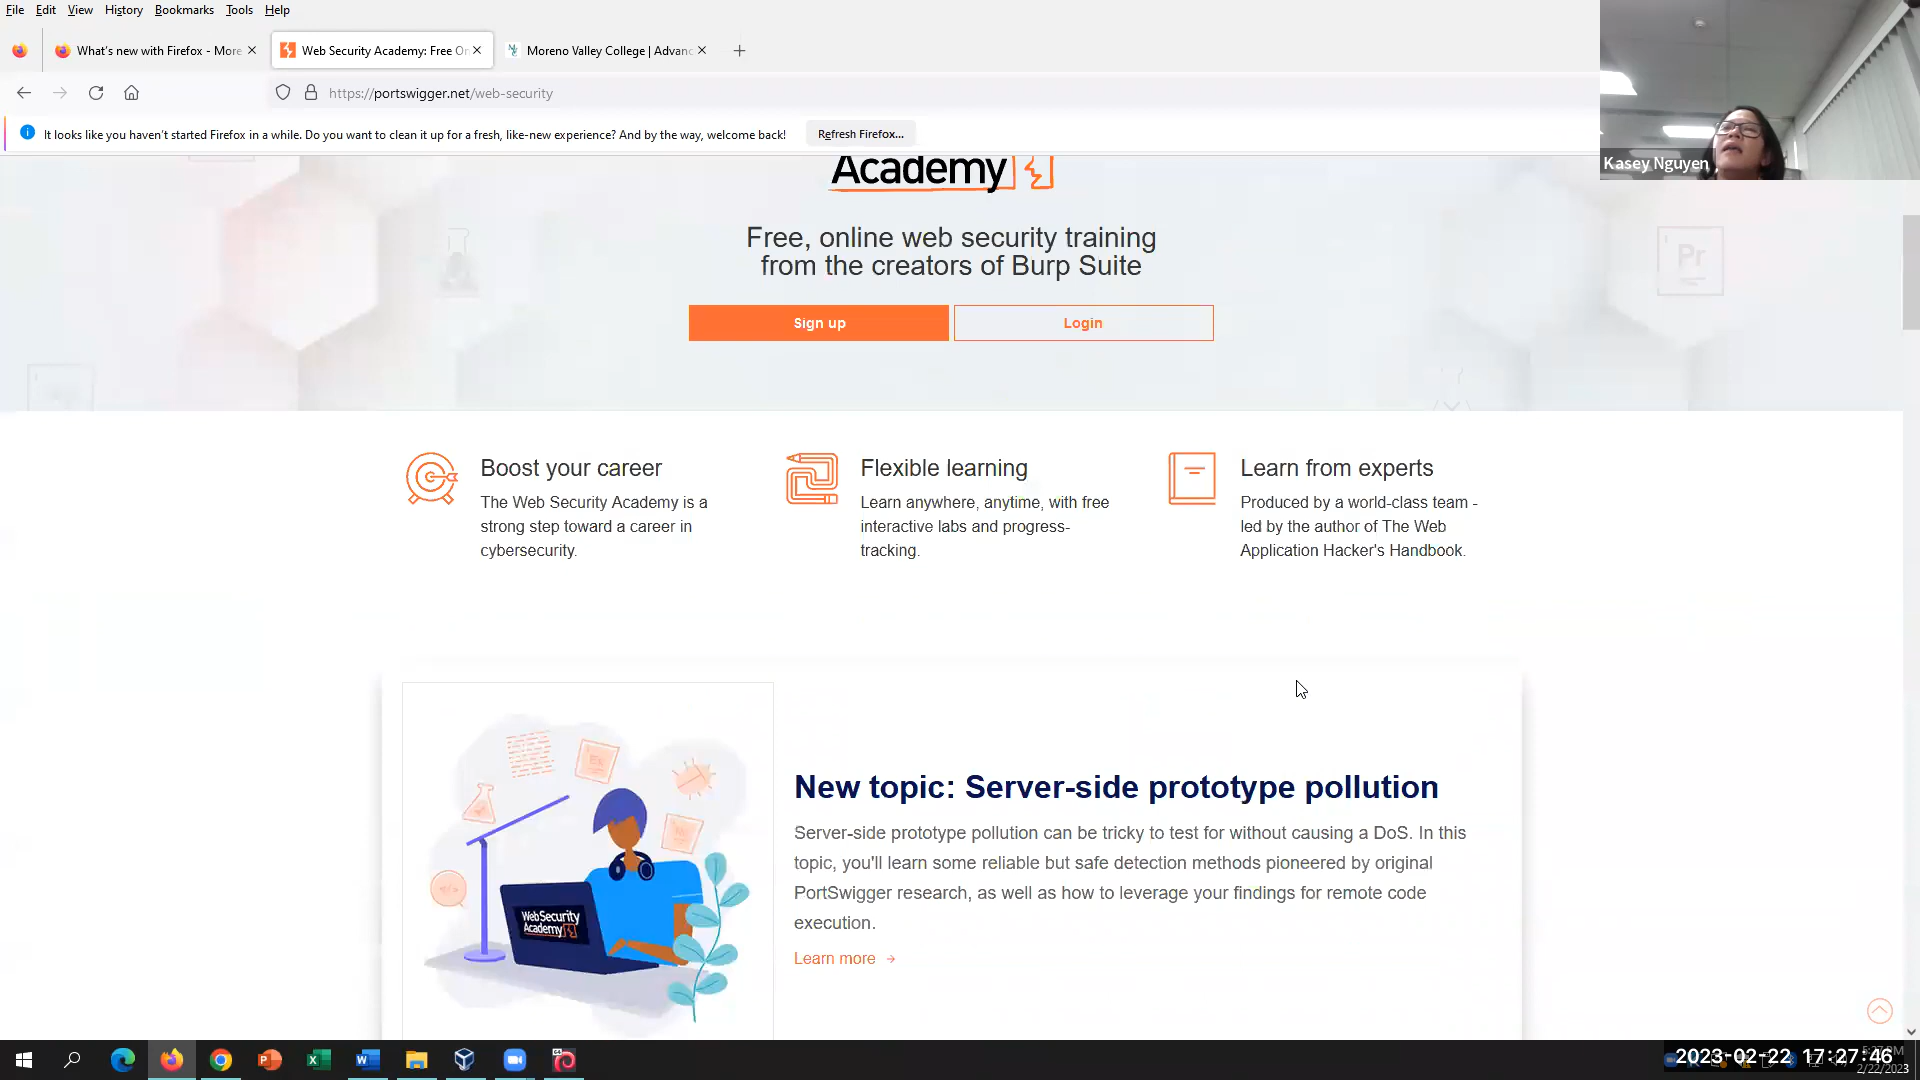 File Edit View History Bookmarks Tools Help
What's new with Firefox - More
Web Security Academy: Free On
Moreno Valley College | Advanc
https://portswigger.net/web-security
It looks like you haven't started Firefox in a while. Do you want to clean it up for a fresh, like-new experience? And by the way, welcome back!
Refresh Firefox...
Kasey Nguyen
Academy
Free, online web security training
from the creators of Burp Suite
Pr
Sign up
Login
Boost your career
The Web Security Academy is a
strong step toward a career in
cybersecurity.
Flexible learning
Learn anywhere, anytime, with free
interactive labs and progress-
tracking.
Learn from experts
Produced by a world-class team -
led by the author of The Web
Application Hacker's Handbook.
WebSecurity
Academy
New topic: Server-side prototype pollution
Server-side prototype pollution can be tricky to test for without causing a DoS. In this
topic, you'll learn some reliable but safe detection methods pioneered by original
PortSwigger research, as well as how to leverage your findings for remote code
execution.
Learn more
2023-02-22 17:27:46
2/22/2023